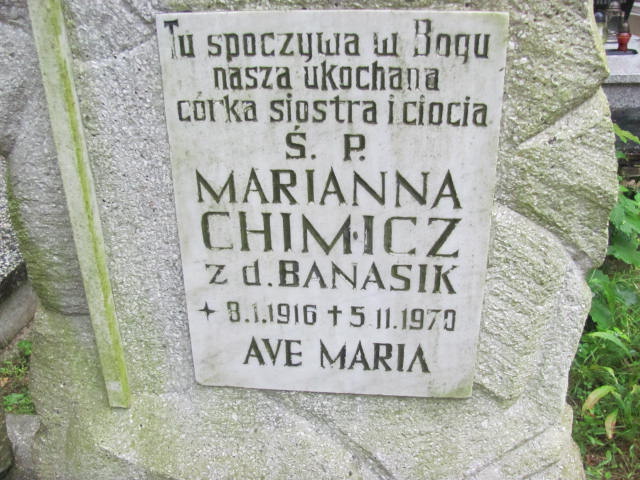 Tu spoczywa w Bogu
nasza ukochana
córka siostra i ciocia
Ś. P.
MARIANNA
CHIMICZ
z d. BANASIK
8.1.1916 † 5.11.1970
AVE MARIA